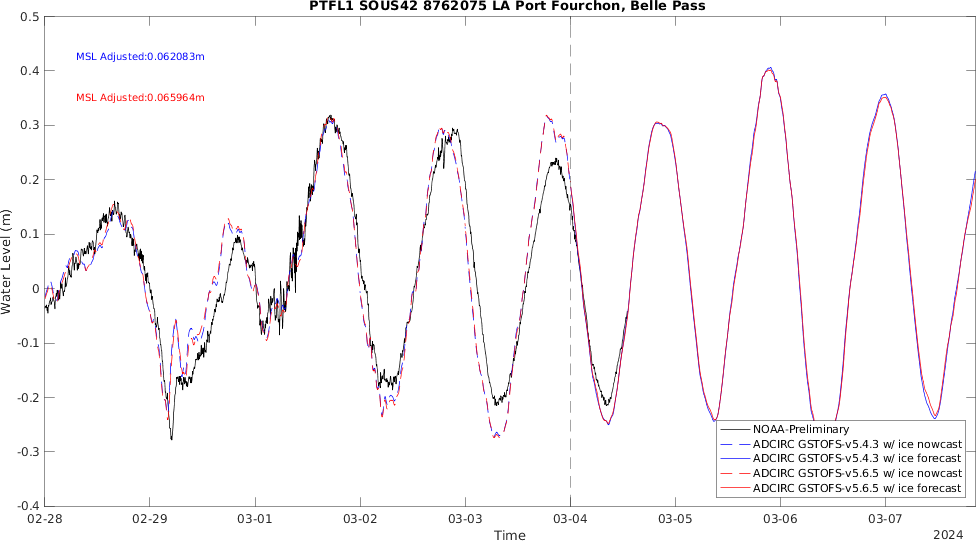 PTFL1 SOUS42 8762075 LA Port Fourchon, Belle Pass
0.5
0.4
0.3
0.2
0.1
0
-0.1
-0.2
-0.3
-0.4
Water Level (m)
MSL Adjusted:0.062083m
MSL Adjusted:0.065964m
NOAA-Preliminary
ADCIRC GSTOFS-v5.4.3 w/ ice nowcast
ADCIRC GSTOFS-v5.4.3 w/ ice forecast
ADCIRC GSTOFS-v5.6.5 w/ ice nowcast
ADCIRC GSTOFS-v5.6.5 w/ ice forecast
02-28 02-29 03-01 03-02 03-03 03-04 03-05 03-06 03-07
Time
2024